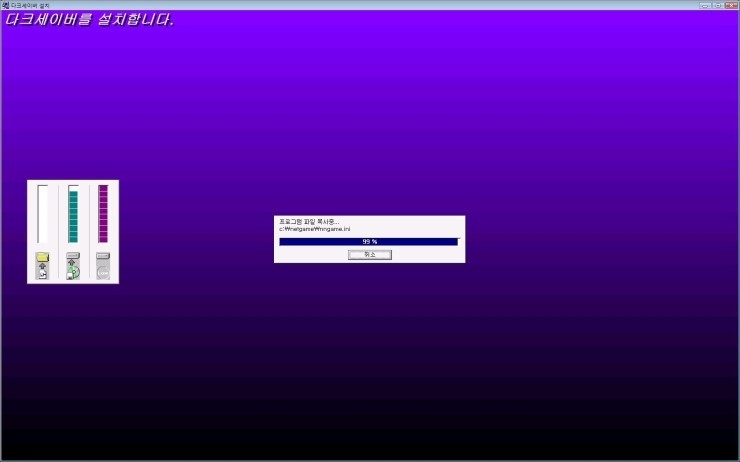 다크세이버 설치
다크세이버를 설치합니다.
프로그램 파일 복사중...
c:₩netgame₩nngame.ini
99 %
취소